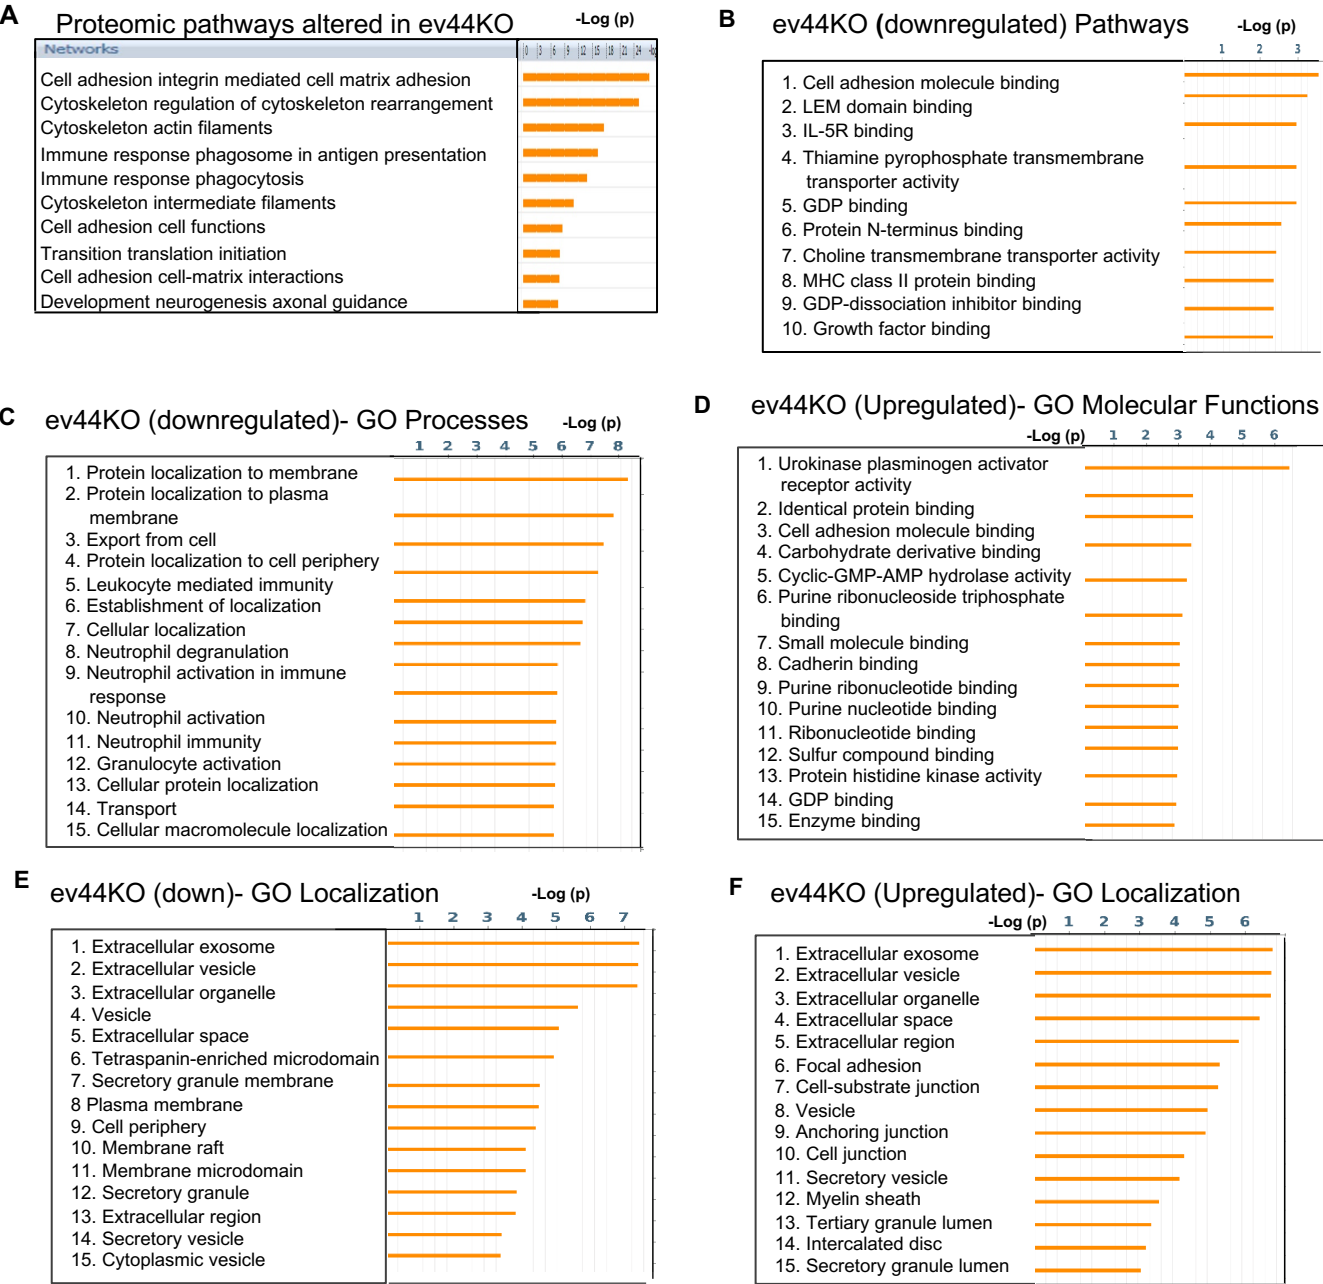 A
Proteomic pathways altered in ev44KO
-Log (p)
Networks
0 3 6 9 12 15 18 21 24
Cell adhesion integrin mediated cell matrix adhesion
Cytoskeleton regulation of cytoskeleton rearrangement
Cytoskeleton actin filaments
Immune response phagosome in antigen presentation
Immune response phagocytosis
Cytoskeleton intermediate filaments
Cell adhesion cell functions
Transition translation initiation
Cell adhesion cell-matrix interactions
Development neurogenesis axonal guidance
B
ev44KO (downregulated) Pathways
-Log (p)
1 2 3
1. Cell adhesion molecule binding
2. LEM domain binding
3. IL-5R binding
4. Thiamine pyrophosphate transmembrane
transporter activity
5. GDP binding
6. Protein N-terminus binding
7. Choline transmembrane transporter activity
8. MHC class II protein binding
9. GDP-dissociation inhibitor binding
10. Growth factor binding
C
ev44KO (downregulated)- GO Processes
-Log (p)
1 2 3 4 5 6 7 8
1. Protein localization to membrane
2. Protein localization to plasma
membrane
3. Export from cell
4. Protein localization to cell periphery
5. Leukocyte mediated immunity
6. Establishment of localization
7. Cellular localization
8. Neutrophil degranulation
9. Neutrophil activation in immune
response
10. Neutrophil activation
11. Neutrophil immunity
12. Granulocyte activation
13. Cellular protein localization
14. Transport
15. Cellular macromolecule localization
D
ev44KO (Upregulated)- GO Molecular Functions
-Log (p)
1 2 3 4 5 6
1. Urokinase plasminogen activator
receptor activity
2. Identical protein binding
3. Cell adhesion molecule binding
4. Carbohydrate derivative binding
5. Cyclic-GMP-AMP hydrolase activity
6. Purine ribonucleoside triphosphate
binding
7. Small molecule binding
8. Cadherin binding
9. Purine ribonucleotide binding
10. Purine nucleotide binding
11. Ribonucleotide binding
12. Sulfur compound binding
13. Protein histidine kinase activity
14. GDP binding
15. Enzyme binding
E
ev44KO (down)- GO Localization
-Log (p)
1 2 3 4 5 6 7
1. Extracellular exosome
2. Extracellular vesicle
3. Extracellular organelle
4. Vesicle
5. Extracellular space
6. Tetraspanin-enriched microdomain
7. Secretory granule membrane
8 Plasma membrane
9. Cell periphery
10. Membrane raft
11. Membrane microdomain
12. Secretory granule
13. Extracellular region
14. Secretory vesicle
15. Cytoplasmic vesicle
F
ev44KO (Upregulated)- GO Localization
-Log (p)
1 2 3 4 5 6
1. Extracellular exosome
2. Extracellular vesicle
3. Extracellular organelle
4. Extracellular space
5. Extracellular region
6. Focal adhesion
7. Cell-substrate junction
8. Vesicle
9. Anchoring junction
10. Cell junction
11. Secretory vesicle
12. Myelin sheath
13. Tertiary granule lumen
14. Intercalated disc
15. Secretory granule lumen